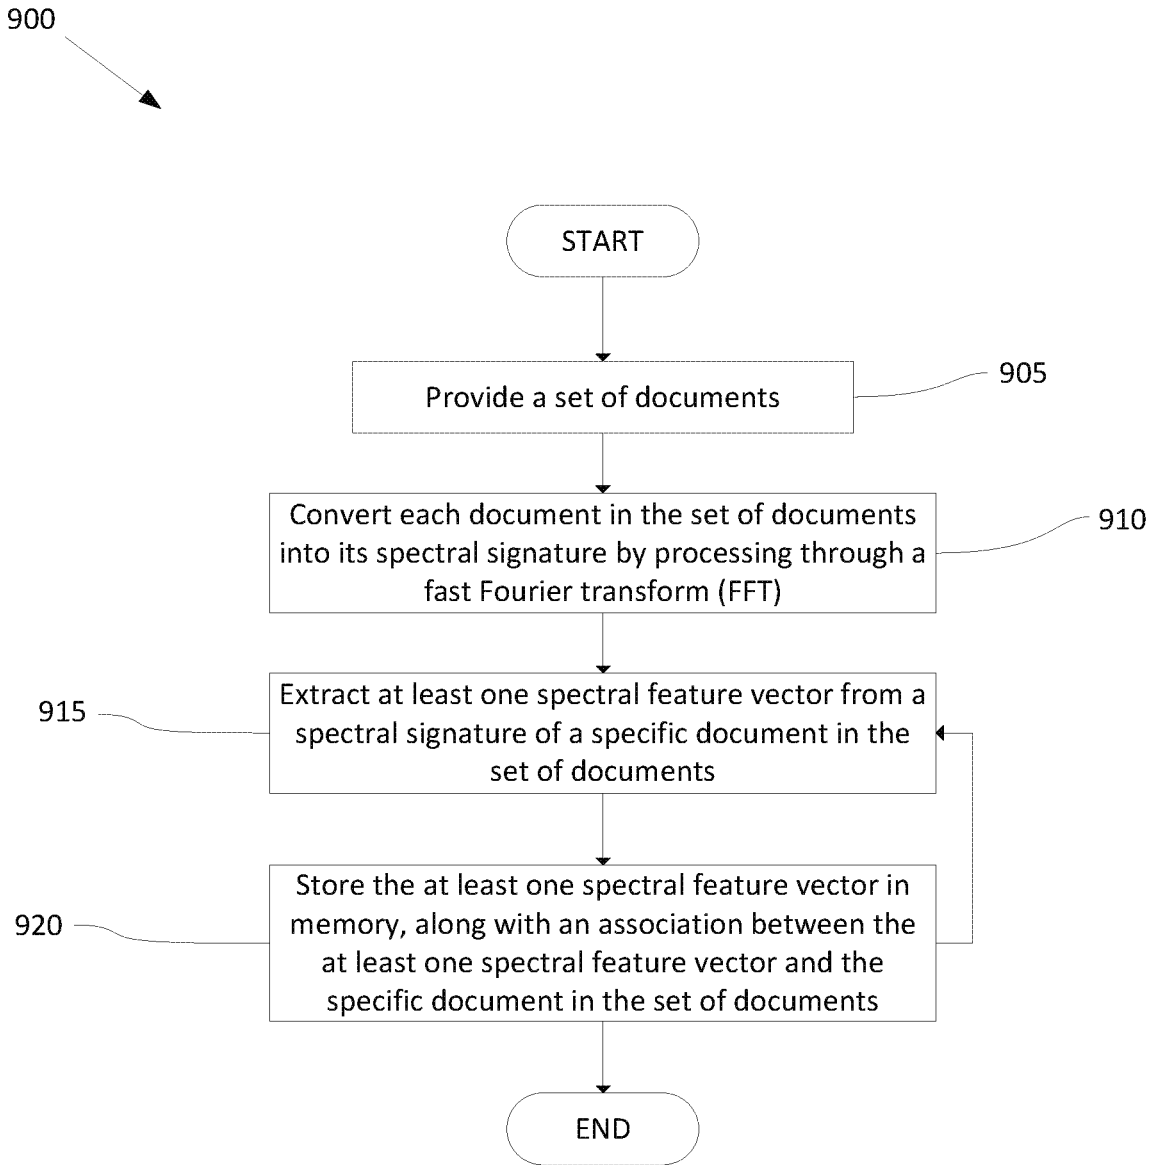 900
START
Provide a set of documents
905
Convert each document in the set of documents
into its spectral signature by processing through a
fast Fourier transform (FFT)
910
Extract at least one spectral feature vector from a
spectral signature of a specific document in the
set of documents
915
Store the at least one spectral feature vector in
memory, along with an association between the
at least one spectral feature vector and the
specific document in the set of documents
920
END